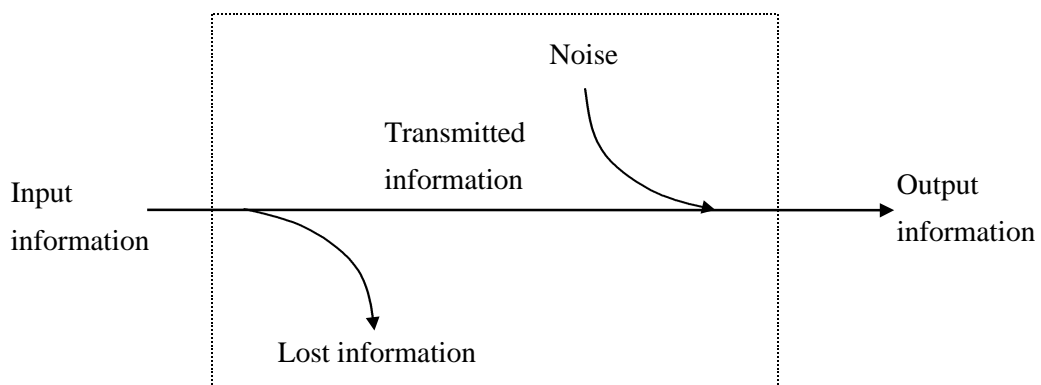 Noise
Transmitted
information
Input
information
Output
information
Lost information